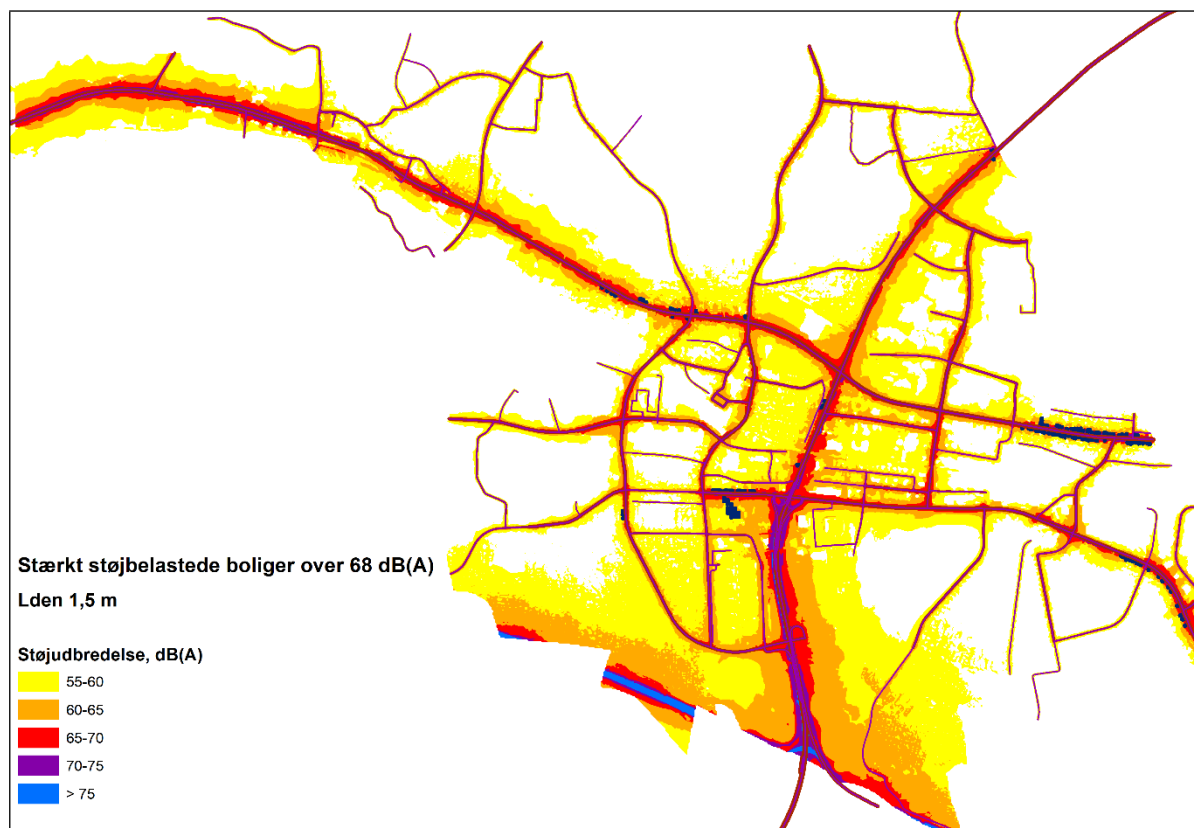 Stærkt støjbelastede boliger over 68 dB(A)
Lden 1,5 m
Støjudbredelse, dB(A)
55-60
60-65
65-70
70-75
> 75